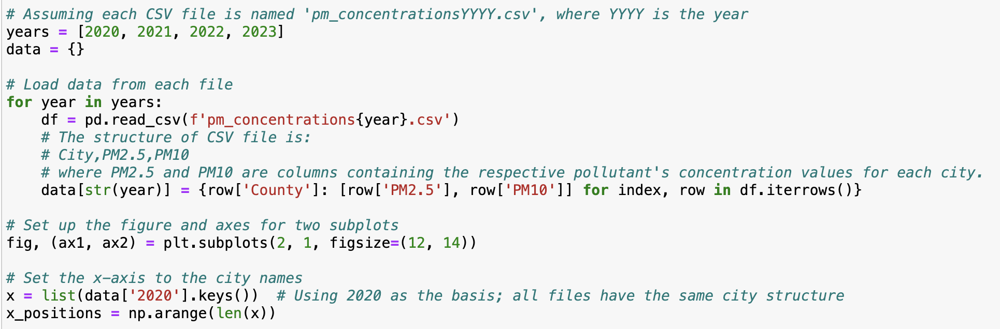 # Assuming each CSV file is named 'pm_concentrationsYYYY.csv', where YYYY is the year
years = [2020, 2021, 2022, 2023]
data = {}

# Load data from each file
for year in years:
    df = pd.read_csv(f'pm_concentrations{year}.csv')
    # The structure of CSV file is:
    # City,PM2.5,PM10
    # where PM2.5 and PM10 are columns containing the respective pollutant's concentration values for each city.
    data[str(year)] = {row['County']: [row['PM2.5'], row['PM10']] for index, row in df.iterrows()}

# Set up the figure and axes for two subplots
fig, (ax1, ax2) = plt.subplots(2, 1, figsize=(12, 14))

# Set the x-axis to the city names
x = list(data['2020'].keys())  # Using 2020 as the basis; all files have the same city structure
x_positions = np.arange(len(x))